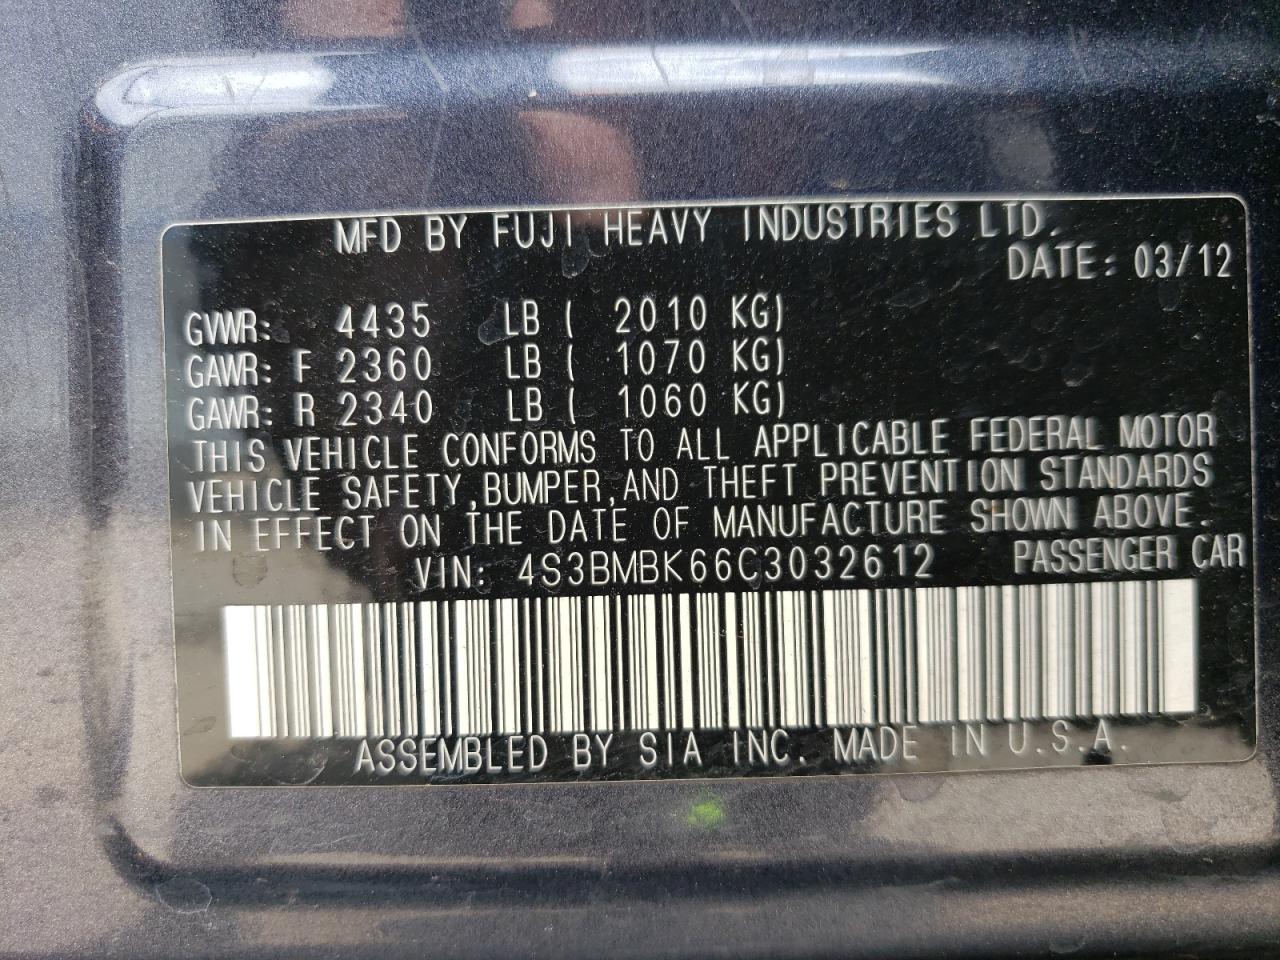 MFD BY FUJI HEAVY INDUSTRIES LTD.
DATE: 03/12
GVWR: 4435 LB ( 2010 KG)
GAWR: F 2360 LB ( 1070 KG)
GAWR: R 2340 LB ( 1060 KG)
THIS VEHICLE CONFORMS TO ALL APPLICABLE FEDERAL MOTOR
VEHICLE SAFETY,BUMPER,AND THEFT PREVENTION STANDARDS
IN EFFECT ON THE DATE OF MANUFACTURE SHOWN ABOVE.
VIN: 4S3BMBK66C3032612 PASSENGER CAR
ASSEMBLED BY SIA INC. MADE IN U.S.A.